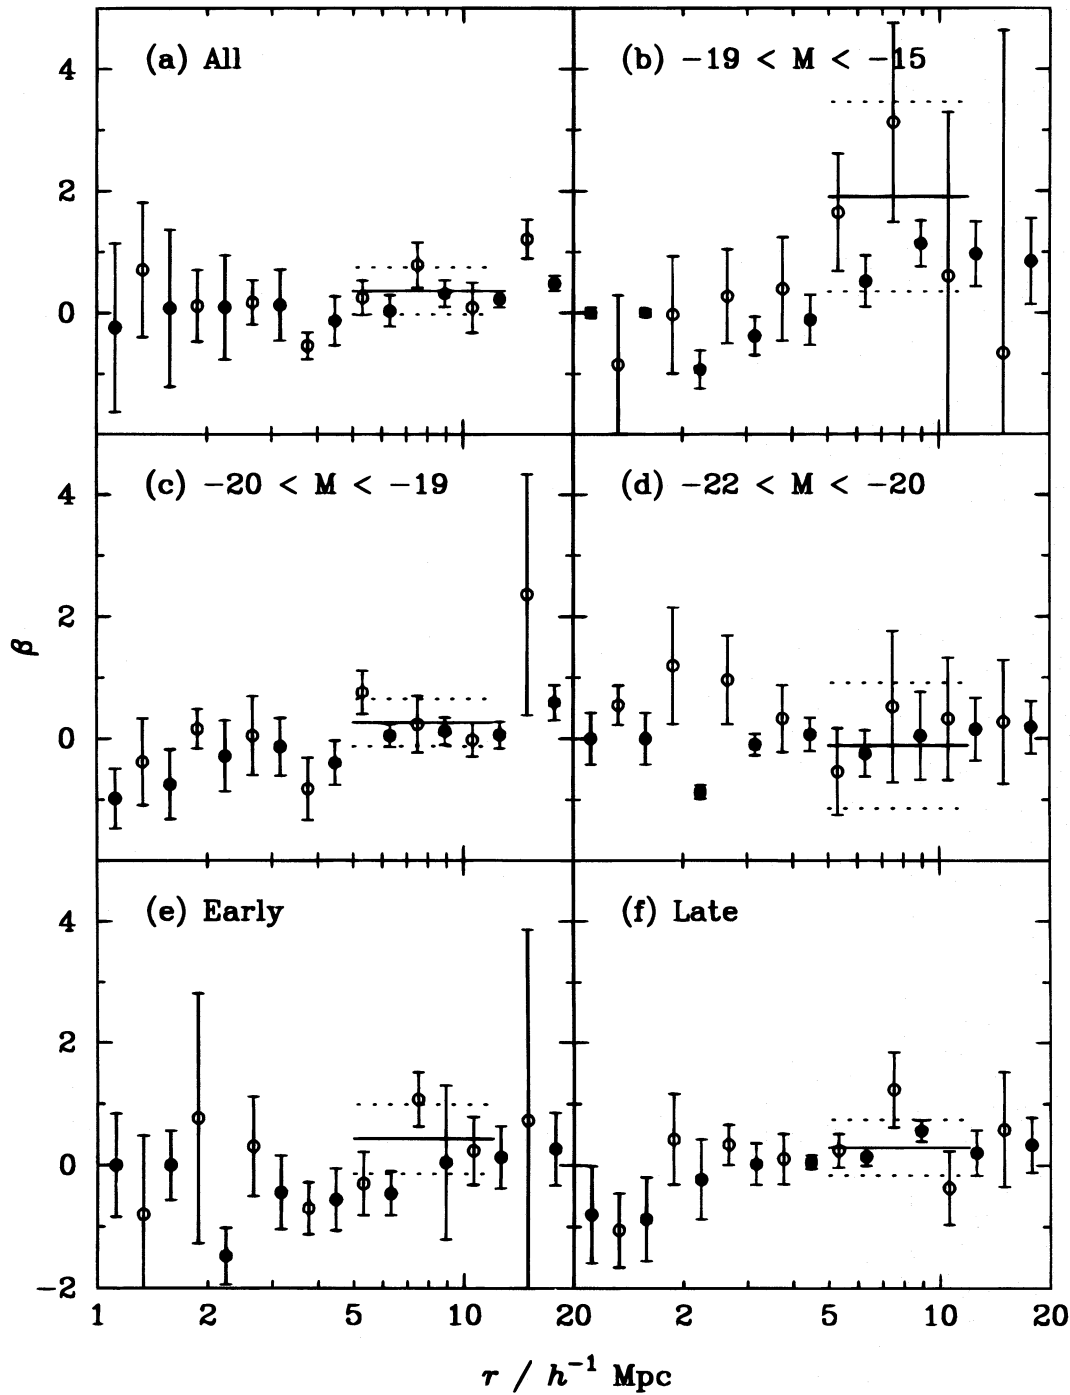 (a) All
(b) −19 < M < −15
4
2
0
(c) −20 < M < −19
(d) −22 < M < −20
4
2
0
β
(e) Early
(f) Late
4
2
0
−2
1 2 5 10 20 2 5 10 20
r / h⁻¹ Mpc